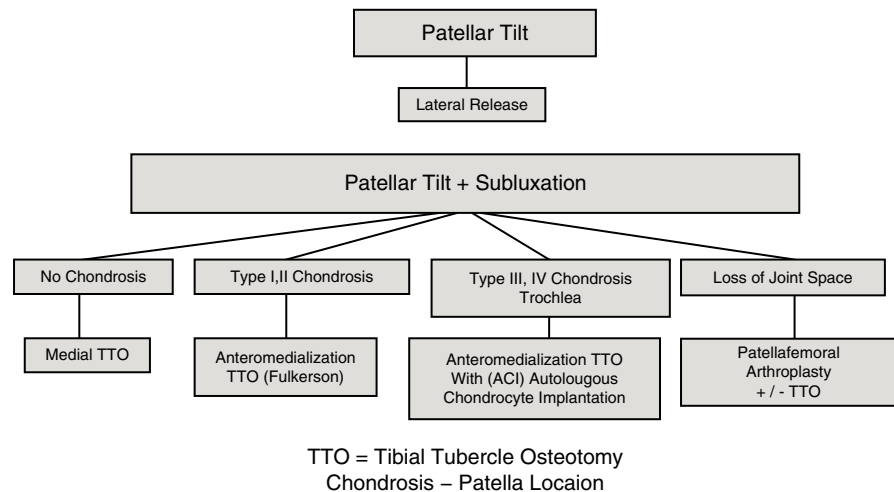 Patellar Tilt
Lateral Release
Patellar Tilt + Subluxation
No Chondrosis
Medial TTO
Type I,II Chondrosis
Anteromedialization
TTO (Fulkerson)
Type III, IV Chondrosis
Trochlea
Anteromedialization TTO
With (ACI) Autolougous
Chondrocyte Implantation
Loss of Joint Space
Patellafemoral
Arthroplasty
+ / - TTO
TTO = Tibial Tubercle Osteotomy
Chondrosis – Patella Locaion